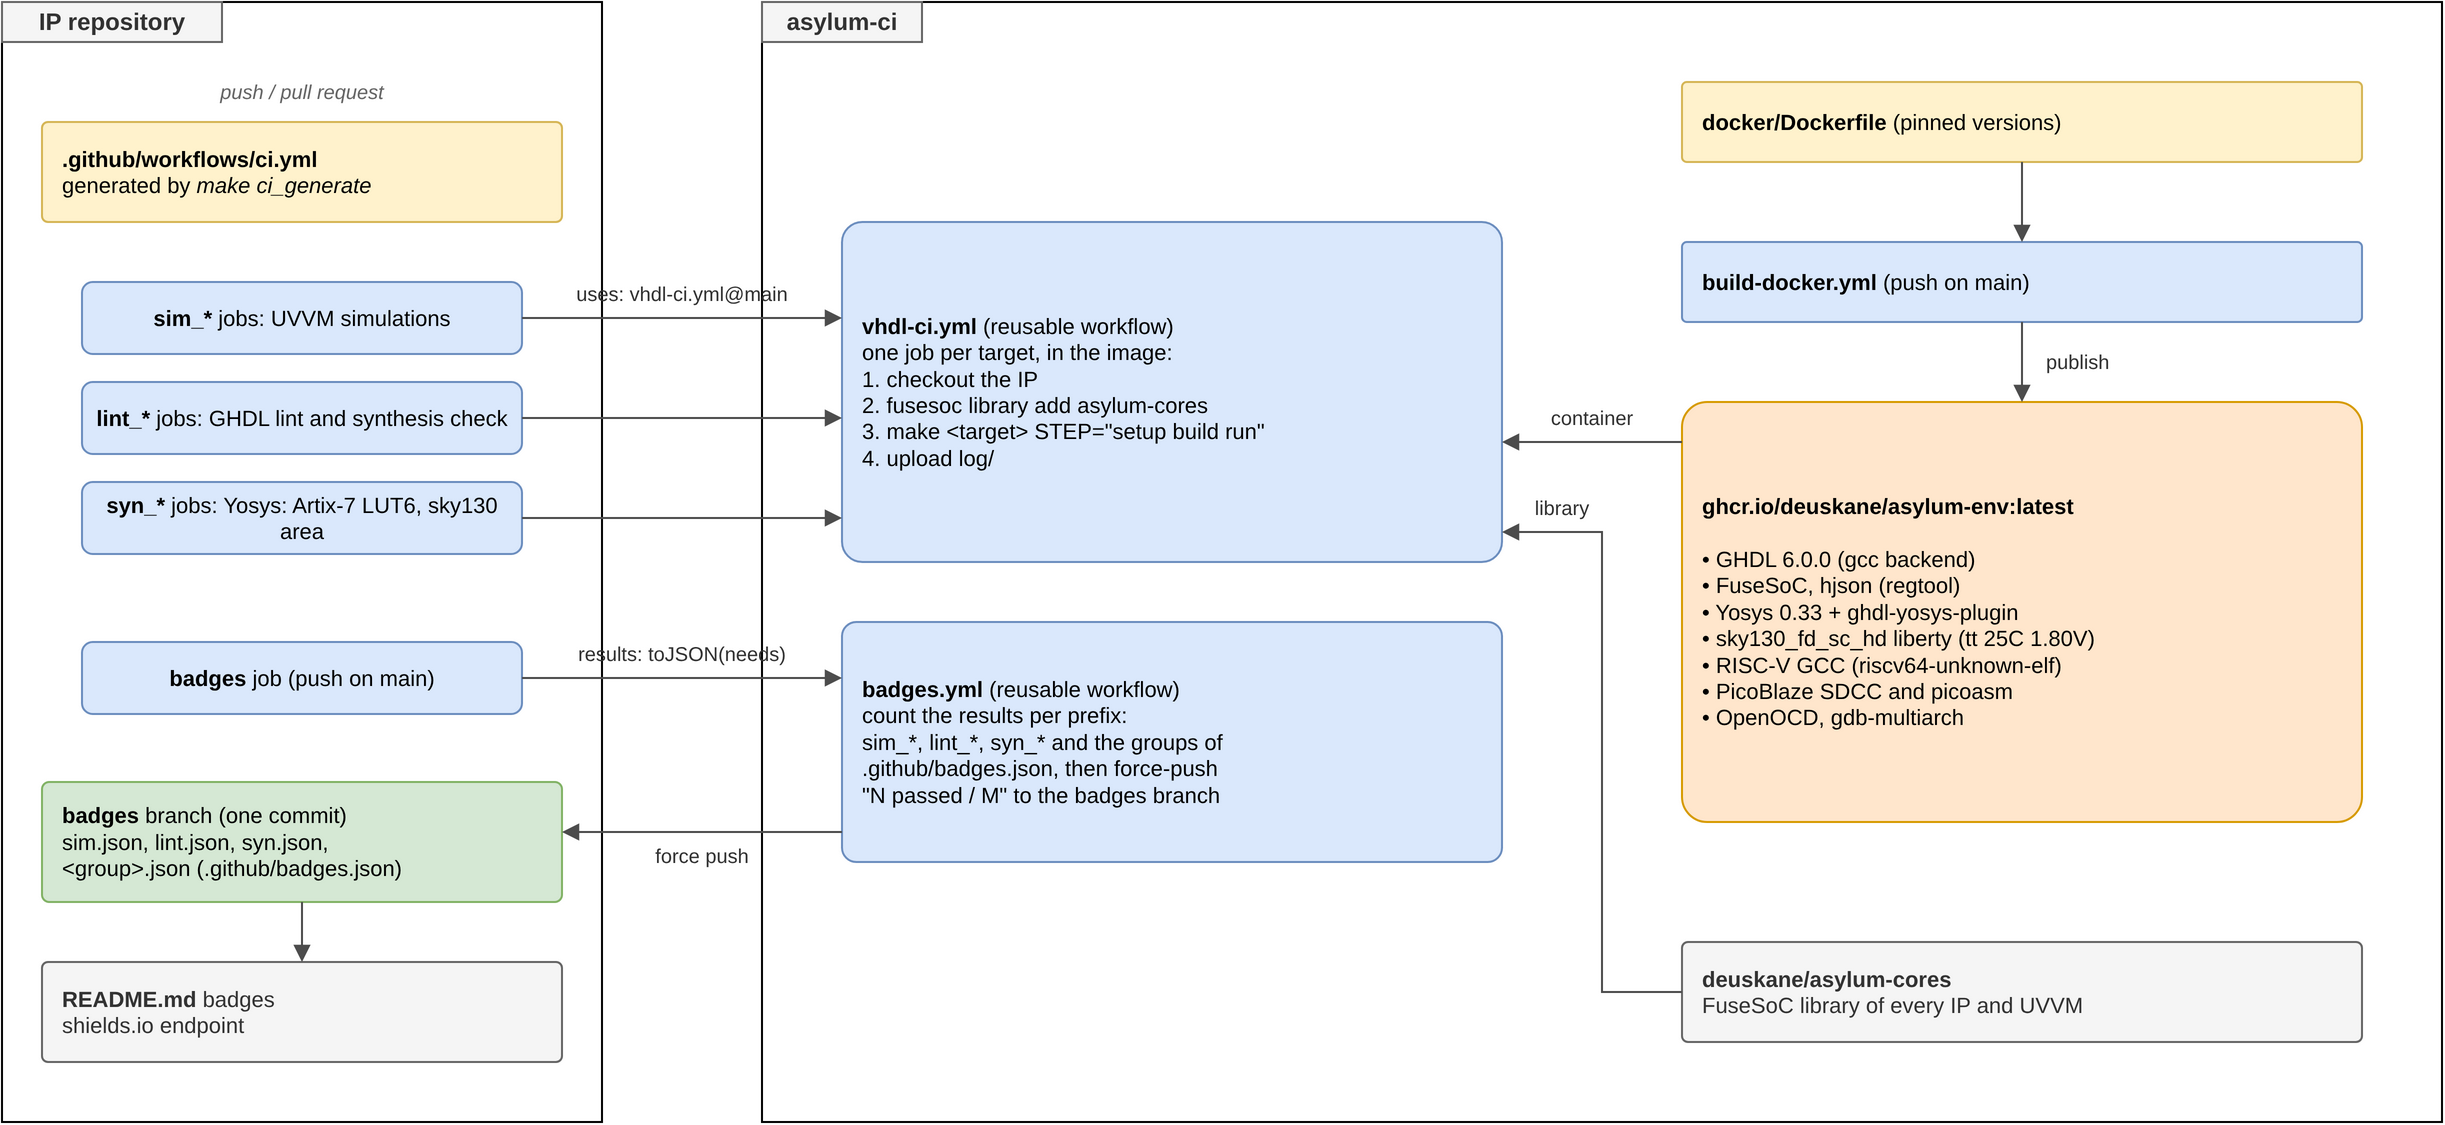 IP repository
push / pull request
.github/workflows/ci.yml
generated by make ci_generate
sim_* jobs: UVVM simulations
lint_* jobs: GHDL lint and synthesis check
syn_* jobs: Yosys: Artix-7 LUT6, sky130
area
badges job (push on main)
badges branch (one commit)
sim.json, lint.json, syn.json,
<group>.json (.github/badges.json)
README.md badges
shields.io endpoint
uses: vhdl-ci.yml@main
results: toJSON(needs)
force push
asylum-ci
vhdl-ci.yml (reusable workflow)
one job per target, in the image:
1. checkout the IP
2. fusesoc library add asylum-cores
3. make <target> STEP="setup build run"
4. upload log/
badges.yml (reusable workflow)
count the results per prefix:
sim_*, lint_*, syn_* and the groups of
.github/badges.json, then force-push
"N passed / M" to the badges branch
container
library
docker/Dockerfile (pinned versions)
build-docker.yml (push on main)
publish
ghcr.io/deuskane/asylum-env:latest
• GHDL 6.0.0 (gcc backend)
• FuseSoC, hjson (regtool)
• Yosys 0.33 + ghdl-yosys-plugin
• sky130_fd_sc_hd liberty (tt 25C 1.80V)
• RISC-V GCC (riscv64-unknown-elf)
• PicoBlaze SDCC and picoasm
• OpenOCD, gdb-multiarch
deuskane/asylum-cores
FuseSoC library of every IP and UVVM